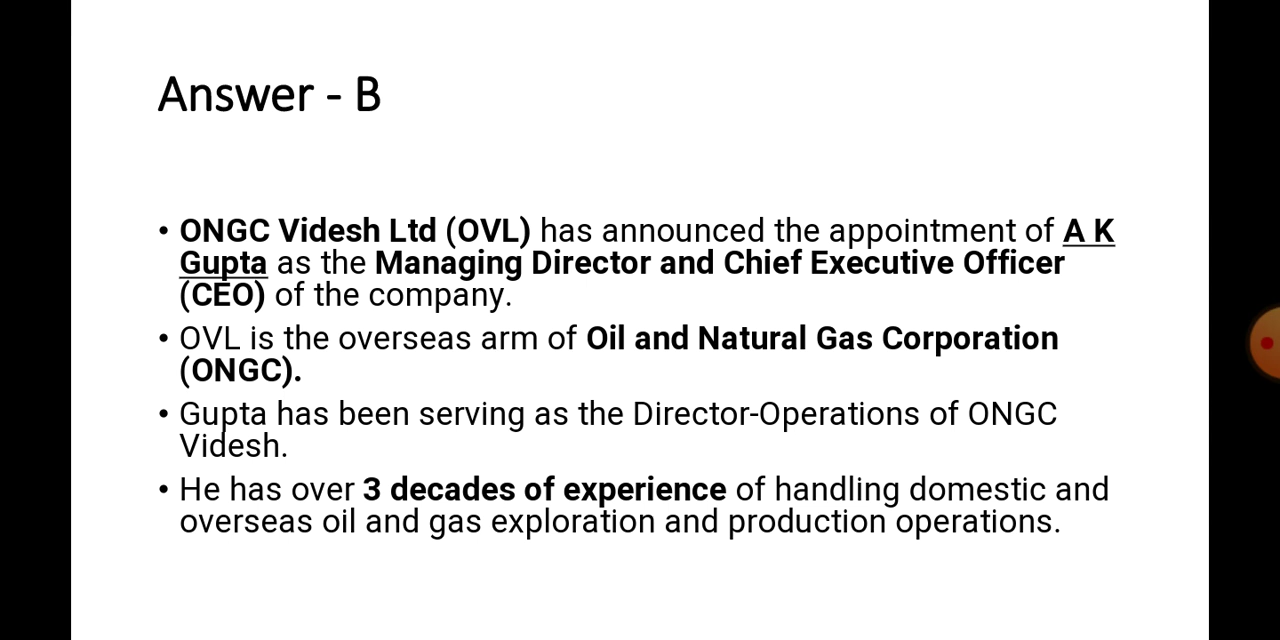 Answer - B
• ONGC Videsh Ltd (OVL) has announced the appointment of A K
Gupta as the Managing Director and Chief Executive Officer
(CEO) of the company.
• OVL is the overseas arm of Oil and Natural Gas Corporation
(ONGC).
• Gupta has been serving as the Director-Operations of ONGC
Videsh.
• He has over 3 decades of experience of handling domestic and
overseas oil and gas exploration and production operations.